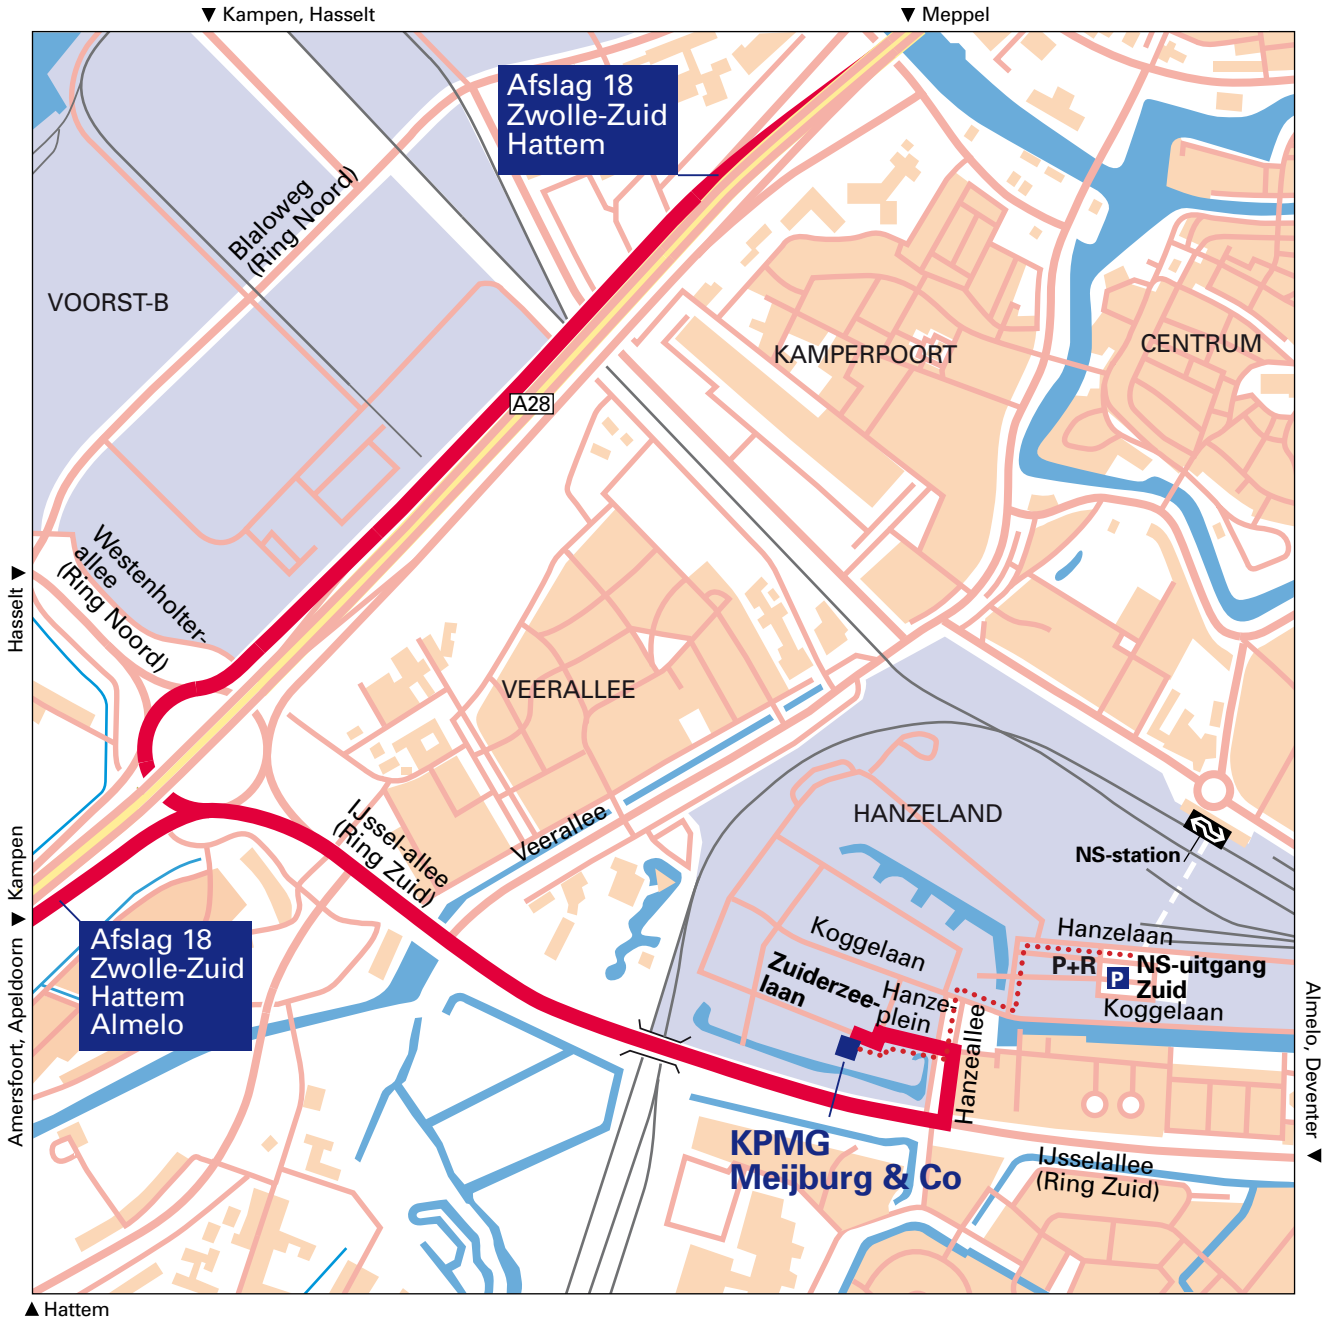 Kampen, Hasselt
Meppel
Afslag 18
Zwolle-Zuid
Hattem
Blaloweg
(Ring Noord)
VOORST-B
KAMPERPOORT
CENTRUM
A28
Westenholter-
allee
(Ring Noord)
Hasselt
VEERALLEE
IJssel-allee
(Ring Zuid)
Veerallee
HANZELAND
NS-station
Amersfoort, Apeldoorn
Kampen
Afslag 18
Zwolle-Zuid
Hattem
Almelo
Koggelaan
Hanzelaan
P+R
P
NS-uitgang
Zuid
Koggelaan
Zuiderzee-
laan
Hanze-
plein
Hanzeallee
Almelo, Deventer
KPMG
Meijburg & Co
IJsselallee
(Ring Zuid)
Hattem